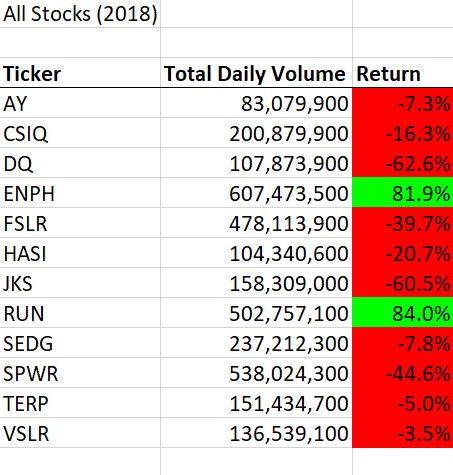 All Stocks (2018)
Ticker Total Daily Volume Return
AY 83,079,900 -7.3%
CSIQ 200,879,900 -16.3%
DQ 107,873,900 -62.6%
ENPH 607,473,500 81.9%
FSLR 478,113,900 -39.7%
HASI 104,340,600 -20.7%
JKS 158,309,000 -60.5%
RUN 502,757,100 84.0%
SEDG 237,212,300 -7.8%
SPWR 538,024,300 -44.6%
TERP 151,434,700 -5.0%
VSLR 136,539,100 -3.5%